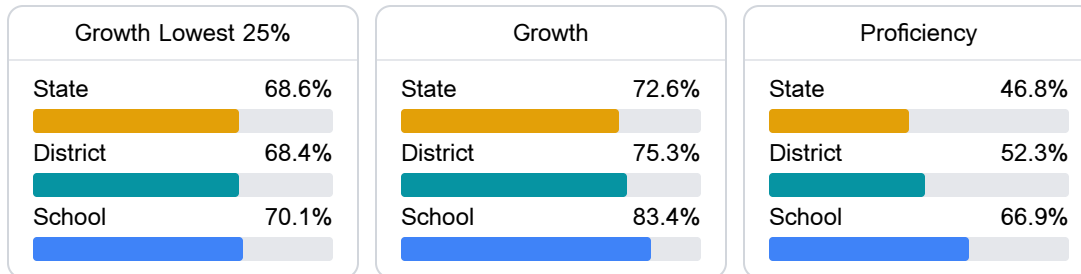 Growth Lowest 25%
State 68.6%
District 68.4%
School 70.1%
Growth
State 72.6%
District 75.3%
School 83.4%
Proficiency
State 46.8%
District 52.3%
School 66.9%